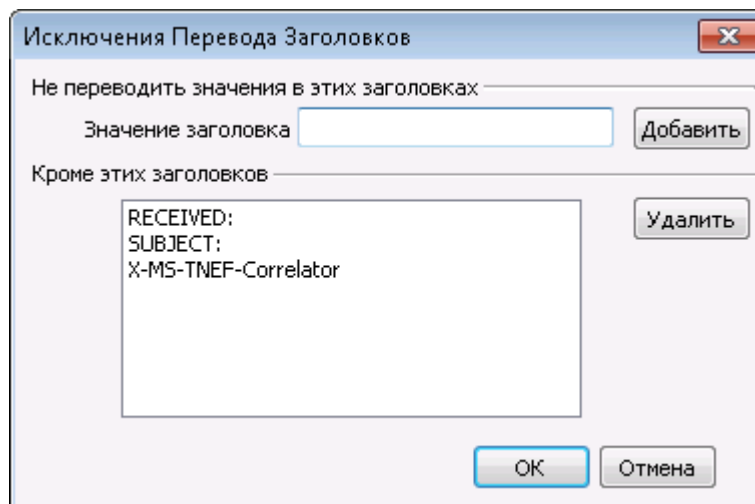 Исключения Перевода Заголовков
Не переводить значения в этих заголовках
Значение заголовка
Добавить
Кроме этих заголовков
RECEIVED:
SUBJECT:
X-MS-TNEF-Correlator
Удалить
OK
Отмена